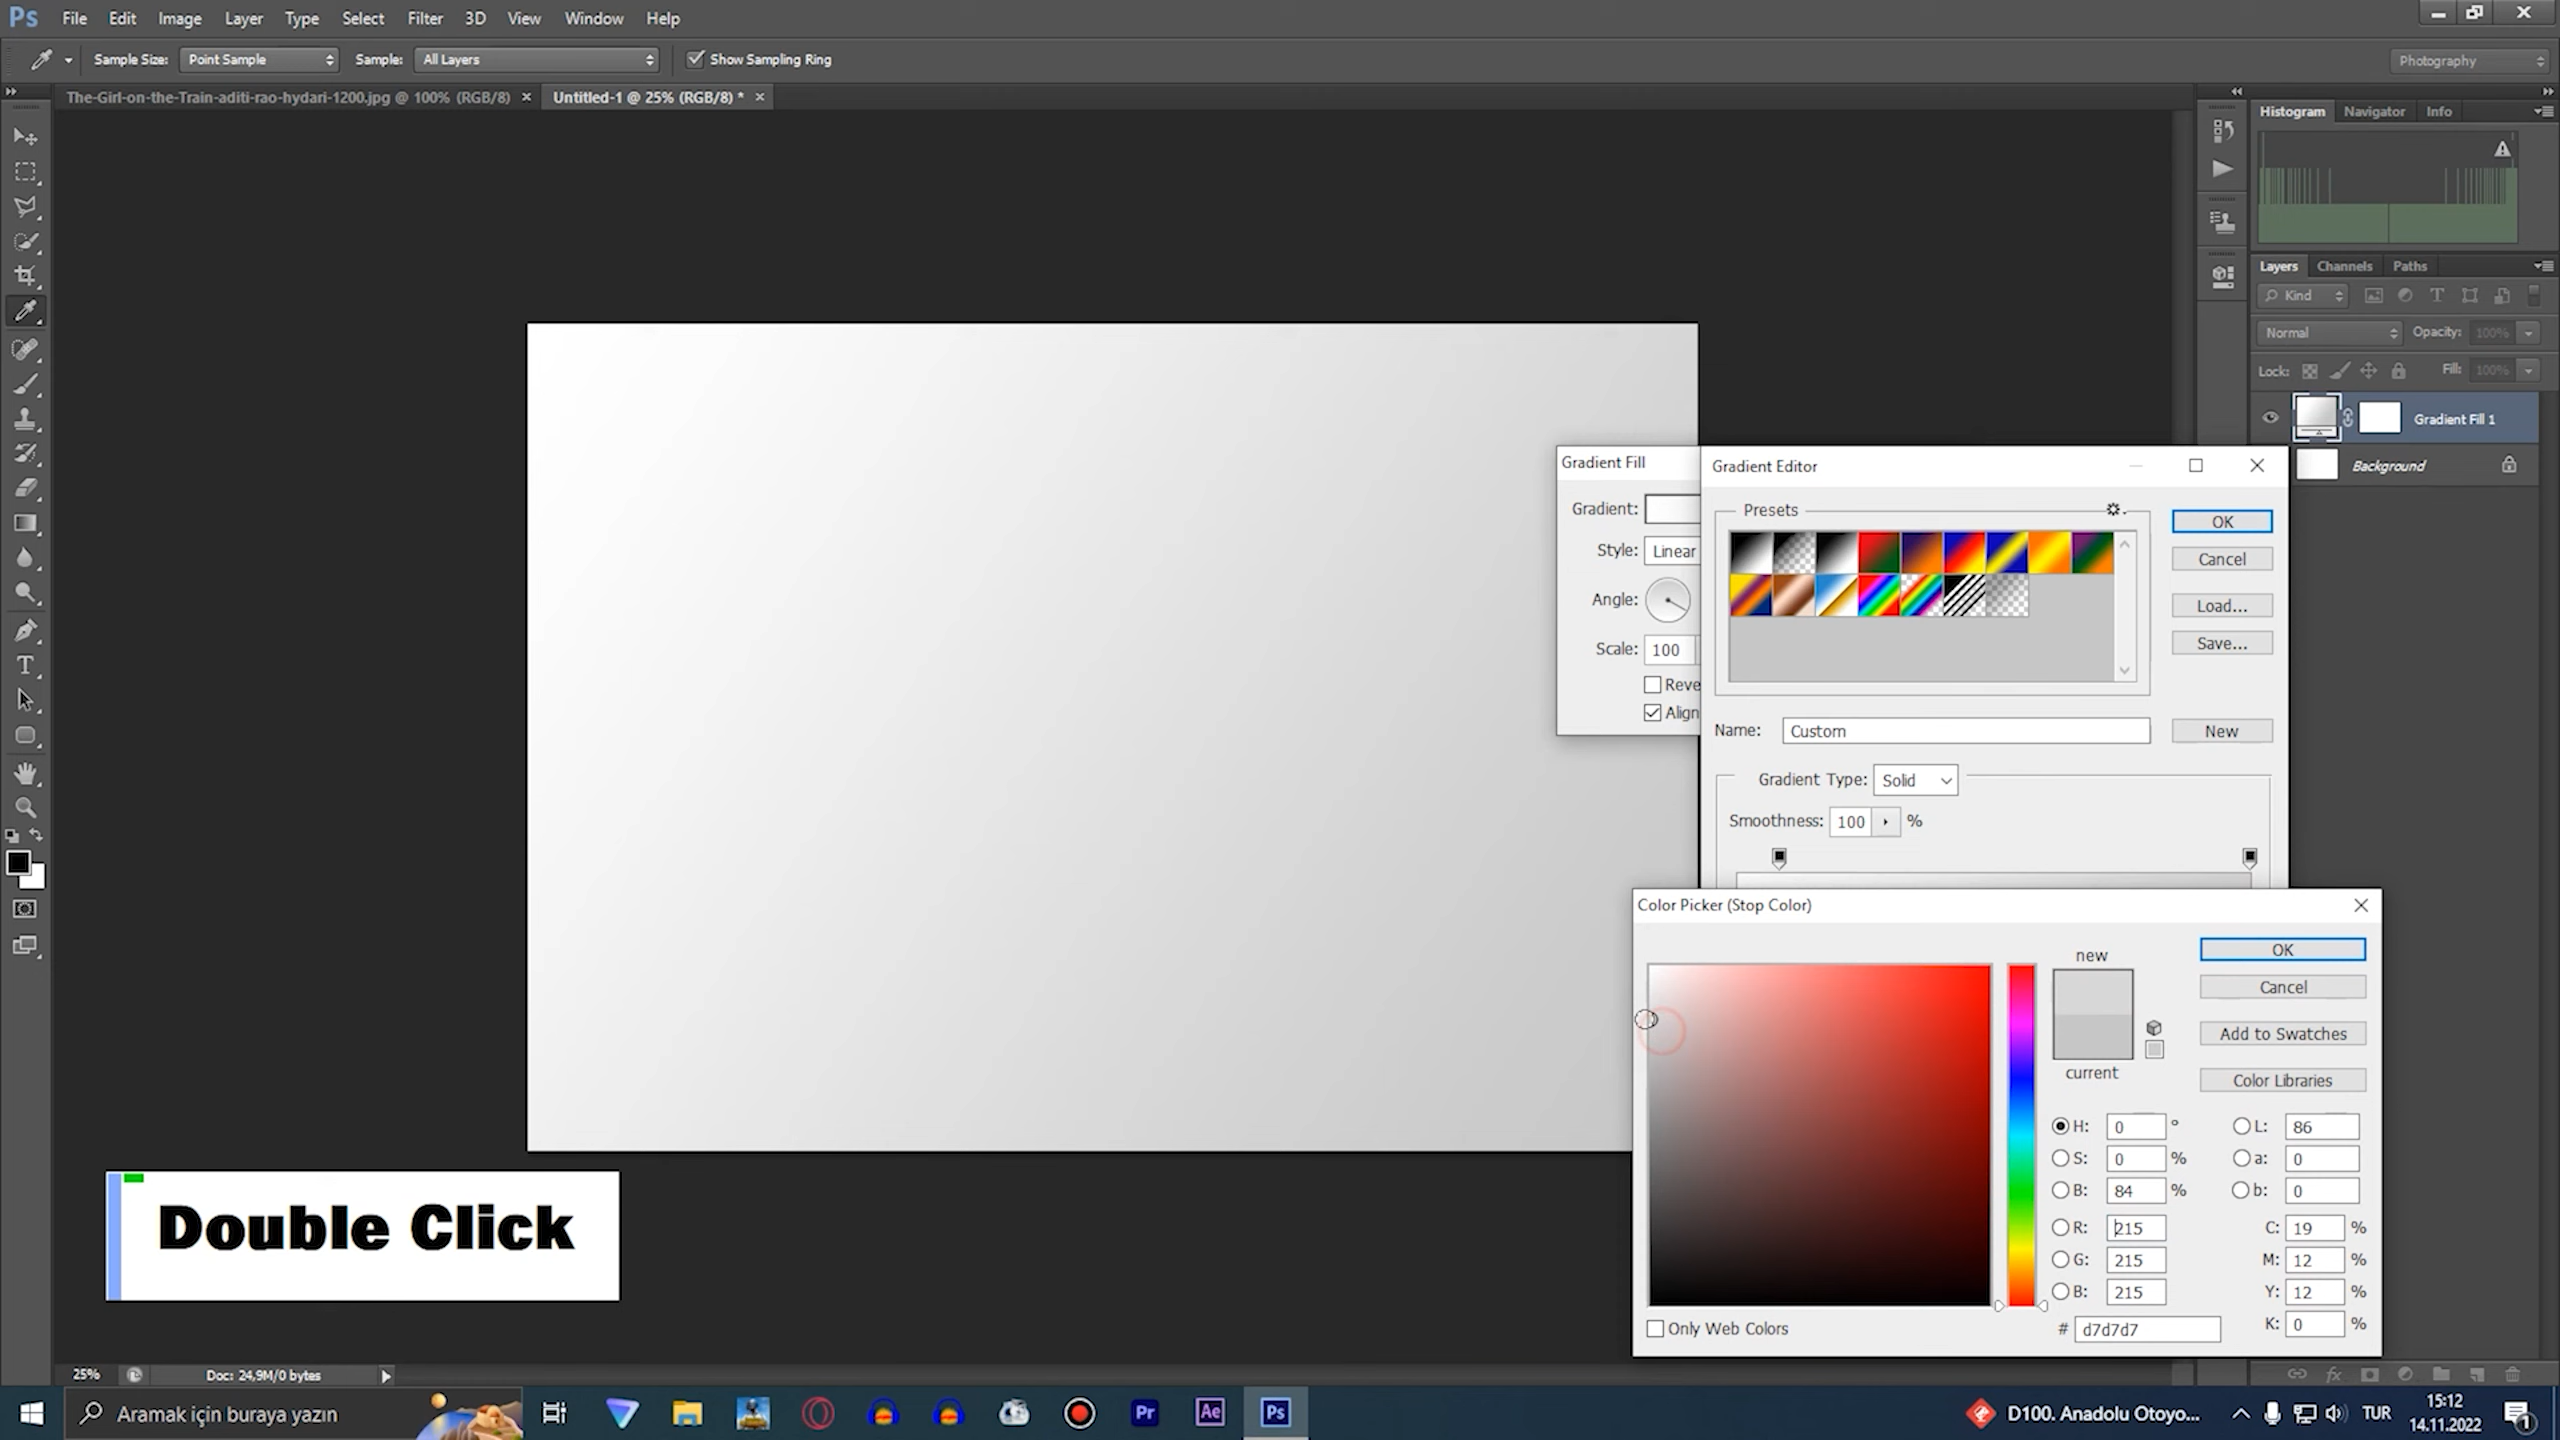 Ps File Edit Image Layer Type Select Filter 3D View Window Help
Sample Size: Point Sample Sample: All Layers Show Sampling Ring Photography
The-Girl-on-the-Train-aditi-rao-hydari-1200.jpg @ 100% (RGB/8) × Untitled-1 @ 25% (RGB/8) * ×
Histogram Navigator Info
Layers Channels Paths
Kind
Normal Opacity: 100%
Lock: Fill: 100%
Gradient Fill 1
Background
Gradient Fill
Gradient:
Style: Linear
Angle:
Scale: 100
Reve
Align
Gradient Editor
Presets
OK
Cancel
Load...
Save...
Name: Custom New
Gradient Type: Solid
Smoothness: 100 %
Color Picker (Stop Color)
new
current
OK
Cancel
Add to Swatches
Color Libraries
H: 0 ° L: 86
S: 0 % a: 0
B: 84 % b: 0
R: 215 C: 19 %
G: 215 M: 12 %
B: 215 Y: 12 %
# d7d7d7 K: 0 %
Only Web Colors
Double Click
25% Doc: 24,9M/0 bytes
Aramak için buraya yazın
Pr Ae Ps
D100. Anadolu Otoyo... TUR
15:12
14.11.2022
1